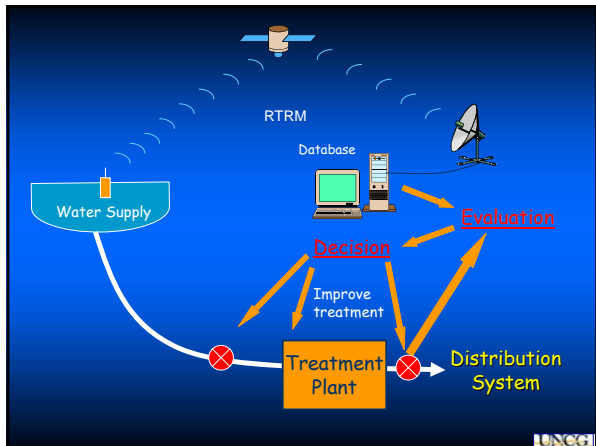 RTRM
Database
Water Supply
Evaluation
Decision
Improve
treatment
Treatment
Plant
Distribution
System
UNCG